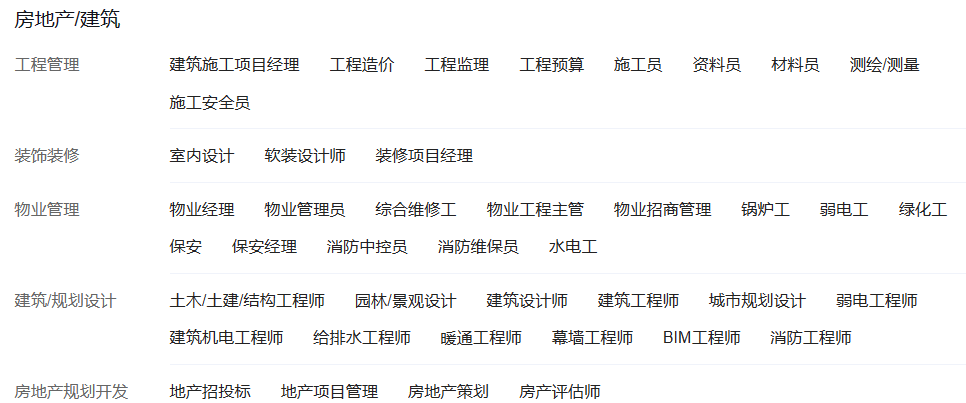 房地产/建筑
工程管理 建筑施工项目经理 工程造价 工程监理 工程预算 施工员 资料员 材料员 测绘/测量
施工安全员
装饰装修 室内设计 软装设计师 装修项目经理
物业管理 物业经理 物业管理员 综合维修工 物业工程主管 物业招商管理 锅炉工 弱电工 绿化工
保安 保安经理 消防中控员 消防维保员 水电工
建筑/规划设计 土木/土建/结构工程师 园林/景观设计 建筑设计师 建筑工程师 城市规划设计 弱电工程师
建筑机电工程师 给排水工程师 暖通工程师 幕墙工程师 BIM工程师 消防工程师
房地产规划开发 地产招投标 地产项目管理 房地产策划 房产评估师